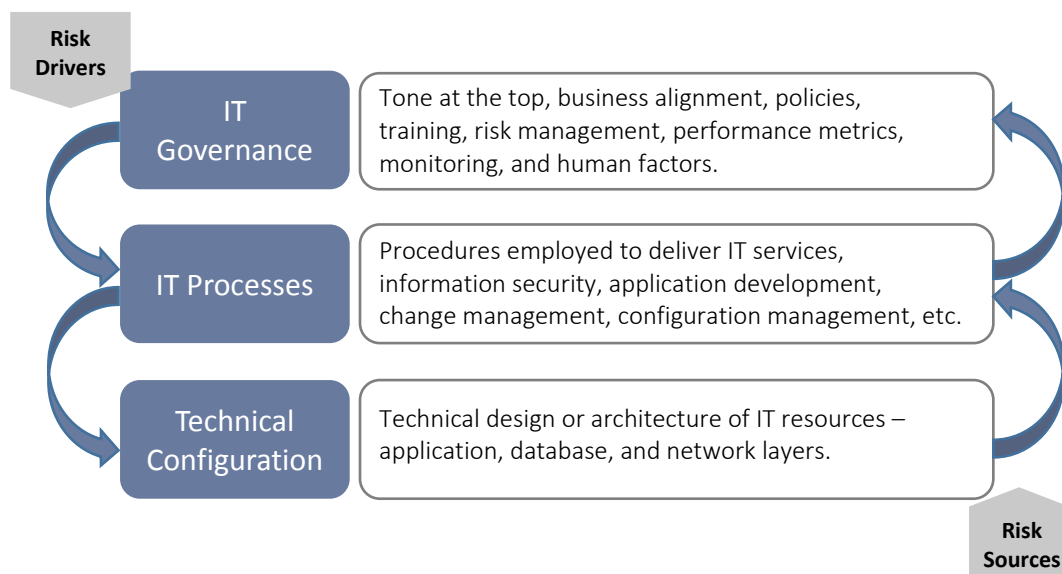 Risk
Drivers
IT
Governance
Tone at the top, business alignment, policies,
training, risk management, performance metrics,
monitoring, and human factors.
IT Processes
Procedures employed to deliver IT services,
information security, application development,
change management, configuration management, etc.
Technical
Configuration
Technical design or architecture of IT resources –
application, database, and network layers.
Risk
Sources